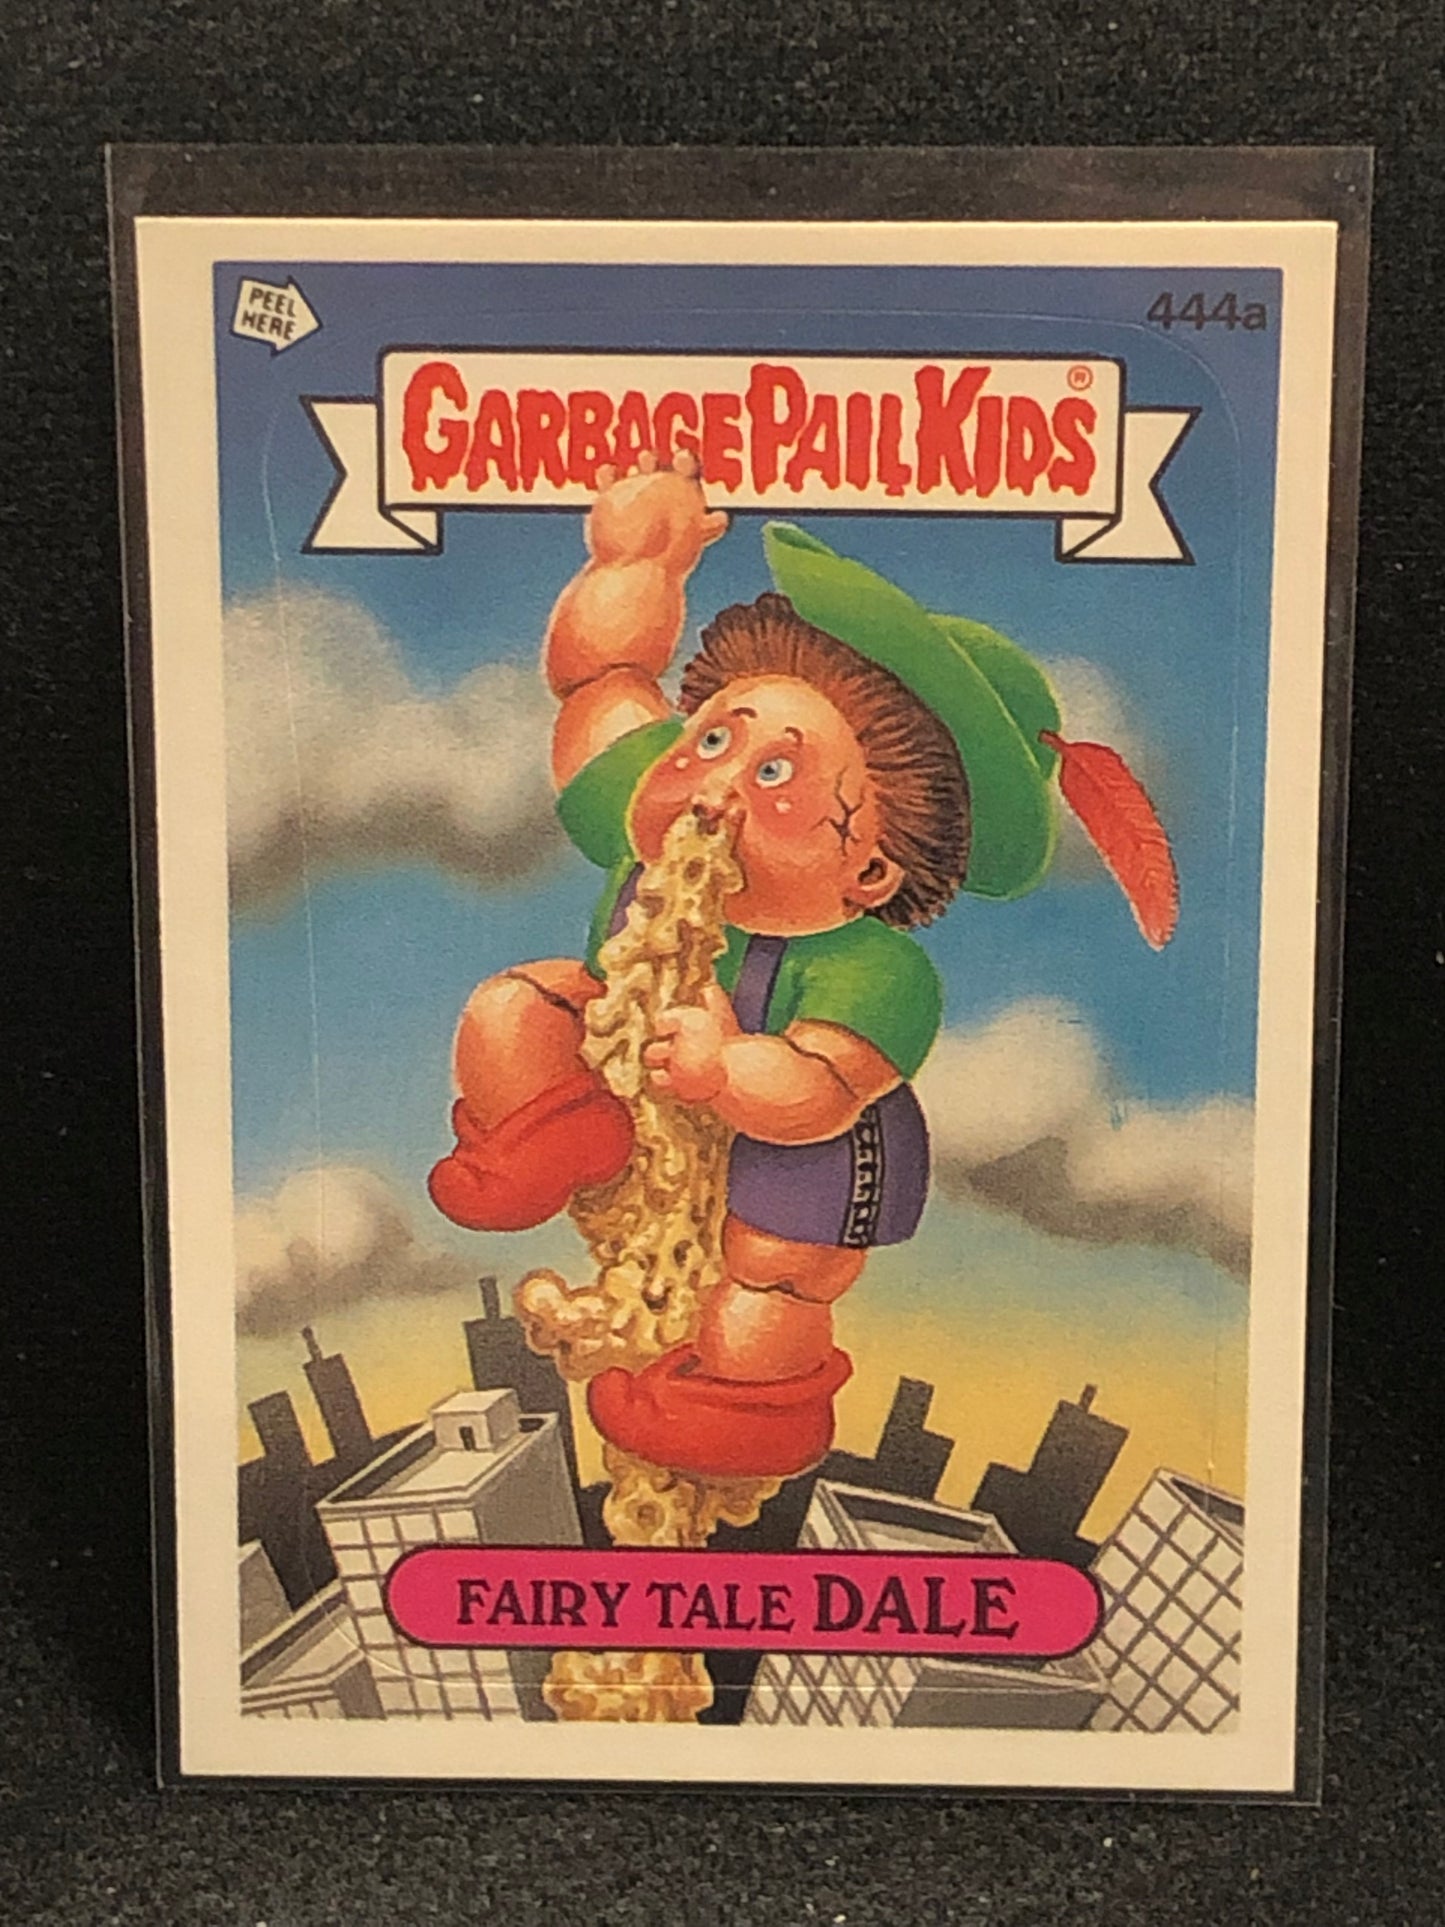 PEEL
HERE
444a
GARBAGE PAIL KIDS®
FAIRY TALE DALE